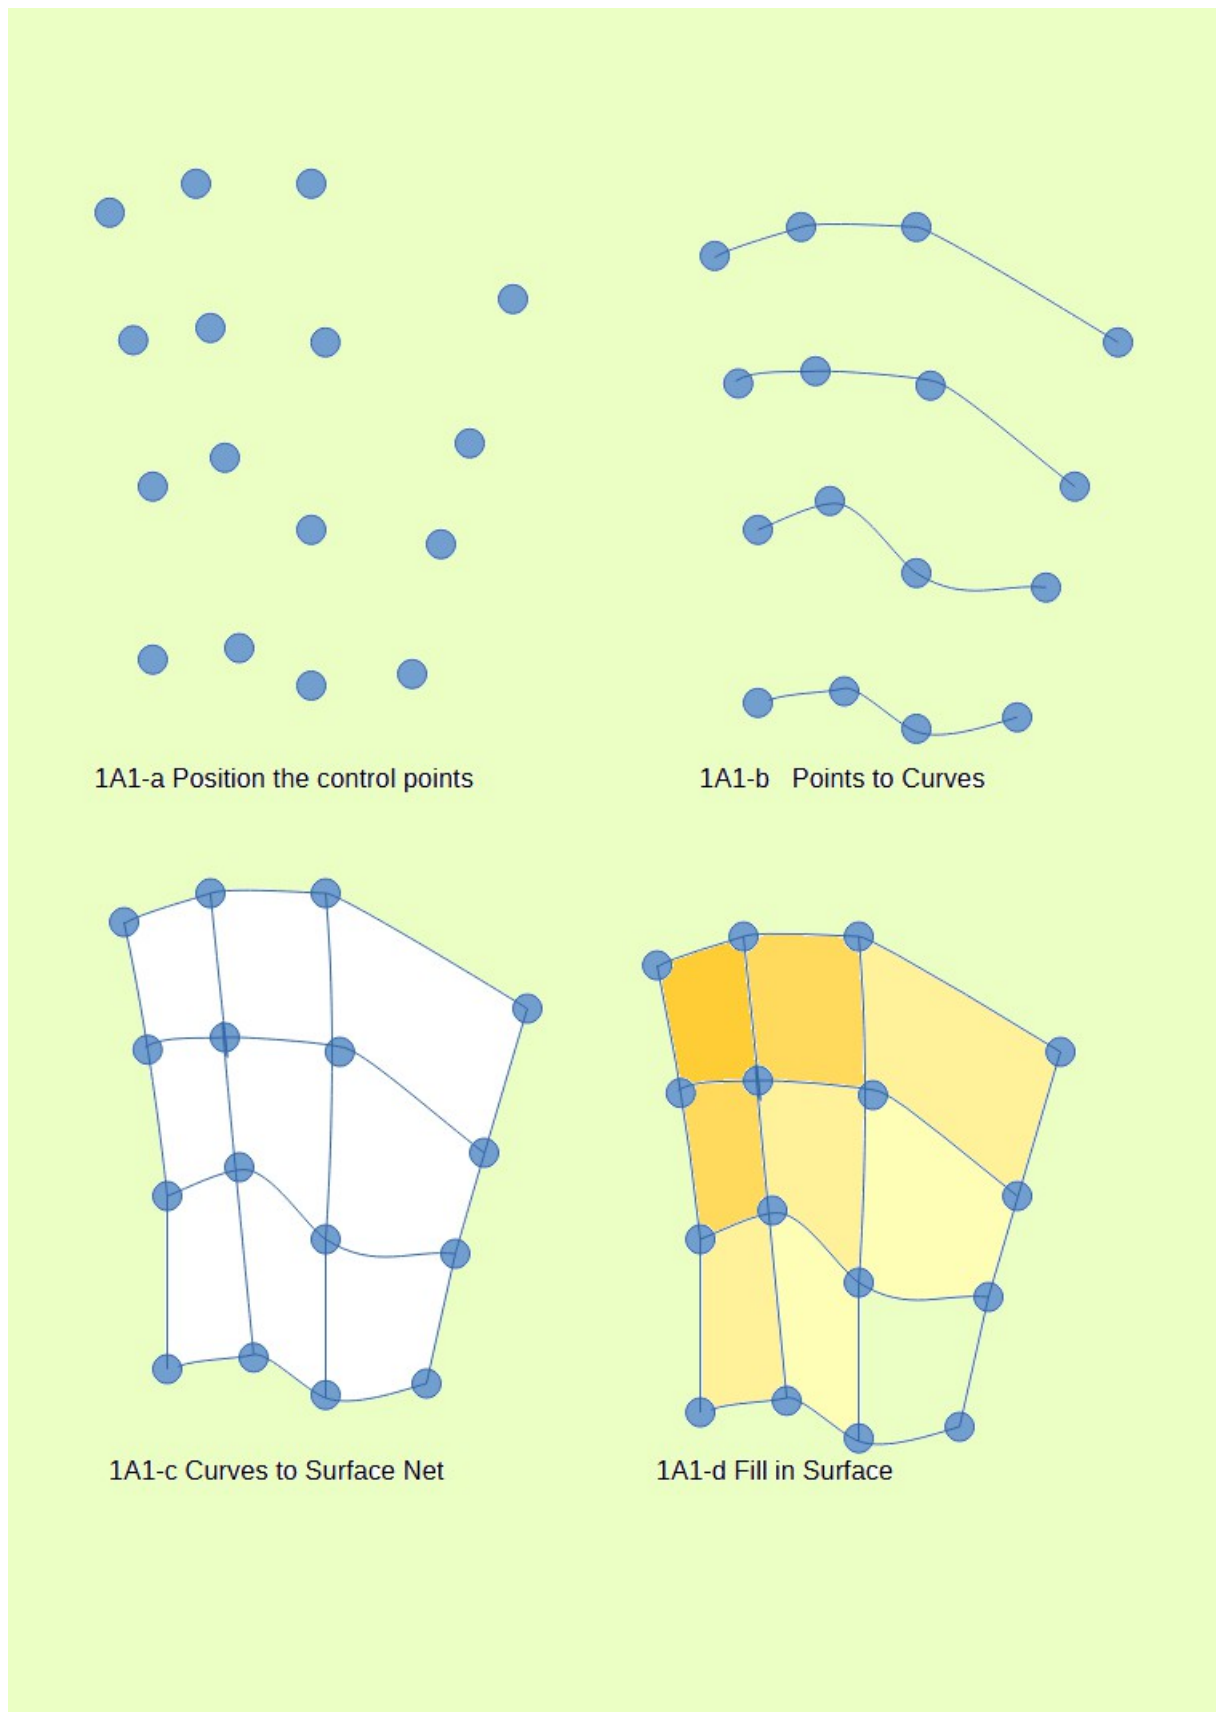 1A1-a Position the control points
1A1-b   Points to Curves
1A1-c Curves to Surface Net
1A1-d Fill in Surface